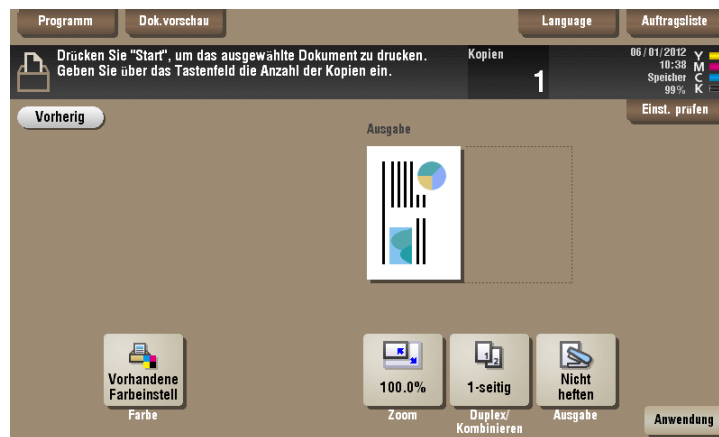 Programm
Dok.vorschau
Language
Auftragsliste
Drücken Sie "Start", um das ausgewählte Dokument zu drucken.
Geben Sie über das Tastenfeld die Anzahl der Kopien ein.
Kopien
1
06/01/2012
10:38
Speicher
99%
Y
M
C
K
Vorherig
Einst. prüfen
Ausgabe
Vorhandene
Farbeinstell
Farbe
100.0%
Zoom
1 2
1-seitig
Duplex/
Kombinieren
Nicht
heften
Ausgabe
Anwendung